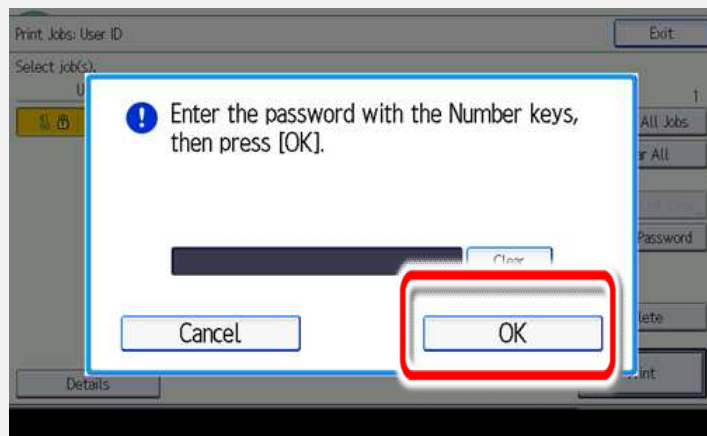 Print Jobs: User ID
Exit
Select job(s).
U
1
All Jobs
r All
Password
lete
int
Details
Enter the password with the Number keys,
then press [OK].
Clear
Cancel
OK